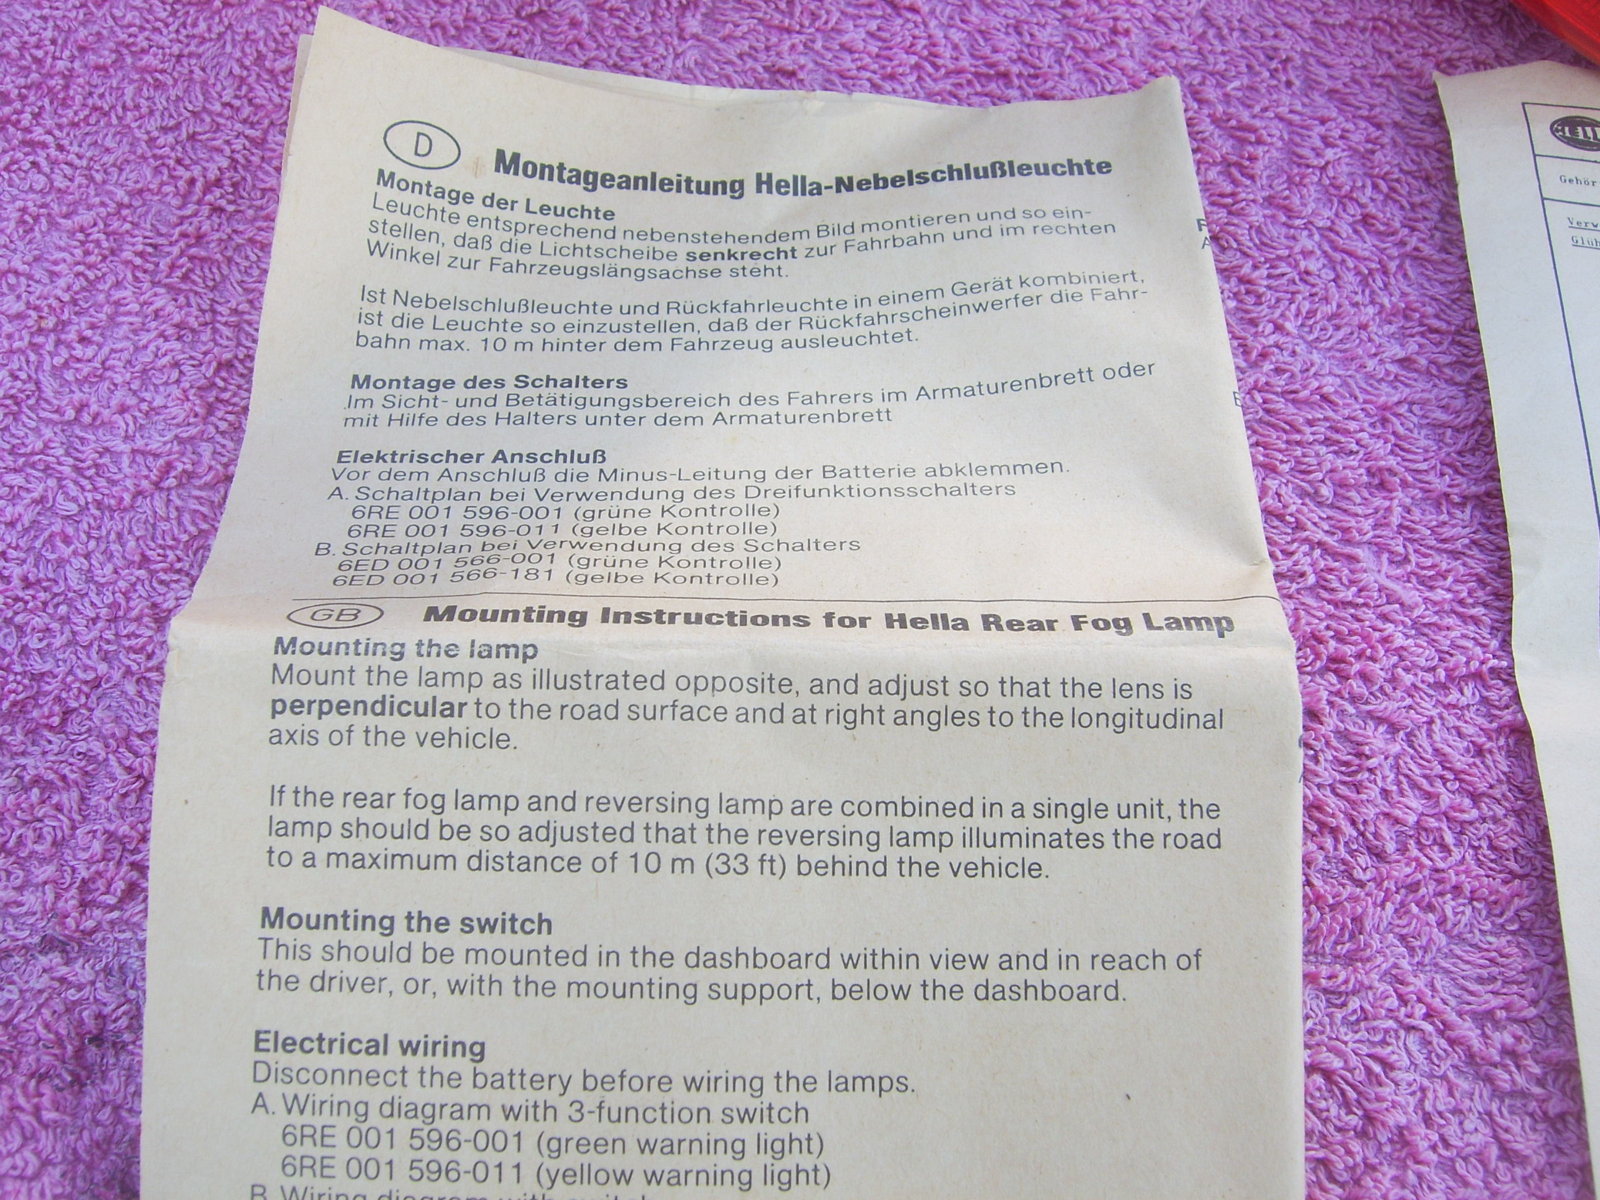 D
Montageanleitung Hella-Nebelschlußleuchte
Montage der Leuchte
Leuchte entsprechend nebenstehendem Bild montieren und so ein-
stellen, daß die Lichtscheibe senkrecht zur Fahrbahn und im rechten
Winkel zur Fahrzeugslängsachse steht.
Ist Nebelschlußleuchte und Rückfahrleuchte in einem Gerät kombiniert,
ist die Leuchte so einzustellen, daß der Rückfahrscheinwerfer die Fahr-
bahn max. 10 m hinter dem Fahrzeug ausleuchtet.
Montage des Schalters
Im Sicht- und Betätigungsbereich des Fahrers im Armaturenbrett oder
mit Hilfe des Halters unter dem Armaturenbrett
Elektrischer Anschluß
Vor dem Anschluß die Minus-Leitung der Batterie abklemmen.
A. Schaltplan bei Verwendung des Dreifunktionsschalters
6RE 001 596-001 (grüne Kontrolle)
6RE 001 596-011 (gelbe Kontrolle)
B. Schaltplan bei Verwendung des Schalters
6ED 001 566-001 (grüne Kontrolle)
6ED 001 566-181 (gelbe Kontrolle)
GB
Mounting Instructions for Hella Rear Fog Lamp
Mounting the lamp
Mount the lamp as illustrated opposite, and adjust so that the lens is
perpendicular to the road surface and at right angles to the longitudinal
axis of the vehicle.
If the rear fog lamp and reversing lamp are combined in a single unit, the
lamp should be so adjusted that the reversing lamp illuminates the road
to a maximum distance of 10 m (33 ft) behind the vehicle.
Mounting the switch
This should be mounted in the dashboard within view and in reach of
the driver, or, with the mounting support, below the dashboard.
Electrical wiring
Disconnect the battery before wiring the lamps.
A. Wiring diagram with 3-function switch
6RE 001 596-001 (green warning light)
6RE 001 596-011 (yellow warning light)
B. Wiring diagram with switch
Gehör
Verw
Glüh